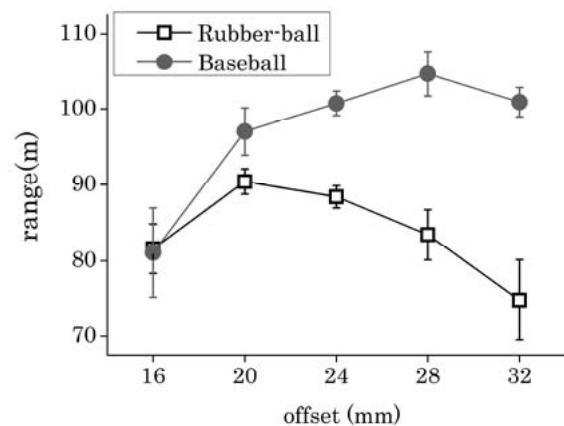 110
100
90
80
70
range(m)
Rubber-ball
Baseball
16 20 24 28 32
offset (mm)